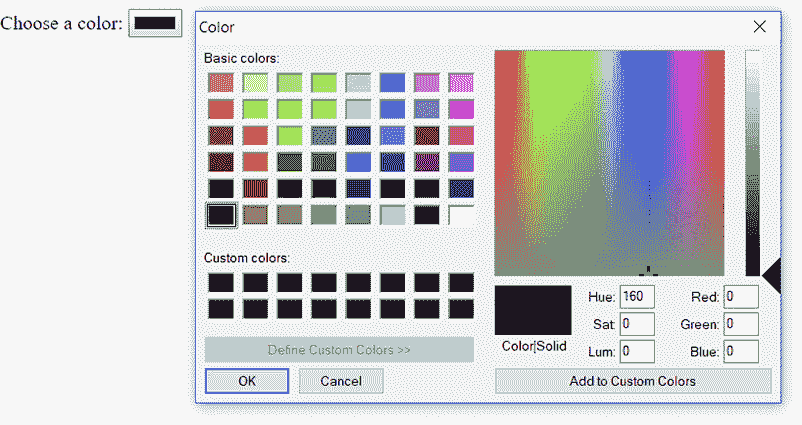 Choose a color:
Color
Basic colors:
Custom colors:
Define Custom Colors >>
OK
Cancel
Color|Solid
Hue: 160
Sat: 0
Lum: 0
Red: 0
Green: 0
Blue: 0
Add to Custom Colors